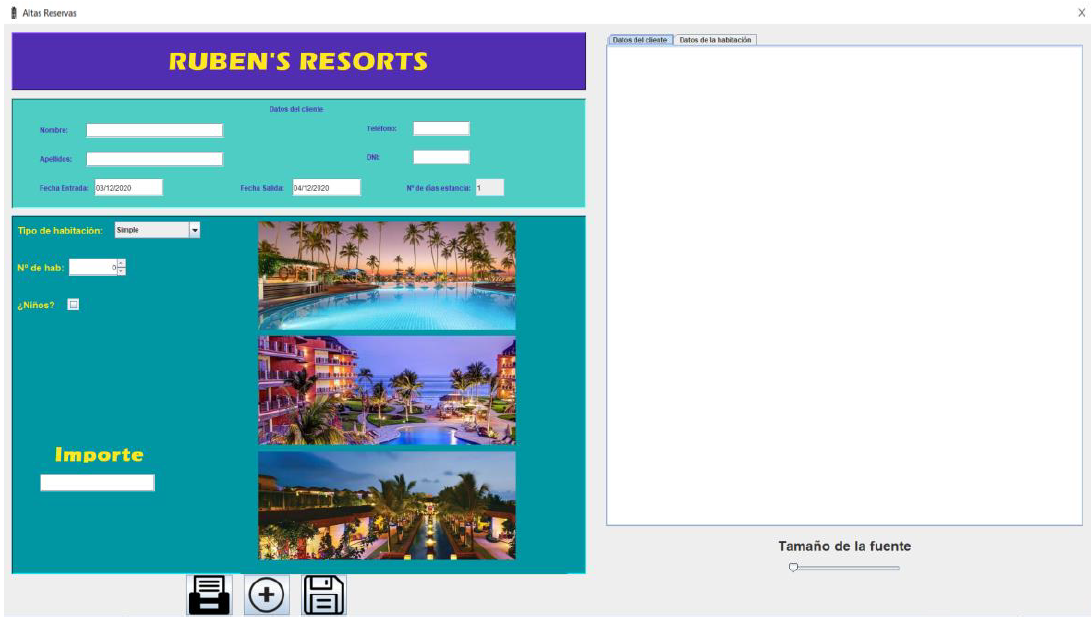 Altas Reservas
X
RUBEN'S RESORTS
Datos del cliente
Nombre:
Teléfono:
Apellidos:
DNI:
Fecha Entrada: 03/12/2020
Fecha Salida: 04/12/2020
Nº de días estancia: 1
Tipo de habitación: Simple
Nº de hab: 0
¿Niños?
Importe
Datos del cliente
Datos de la habitación
Tamaño de la fuente